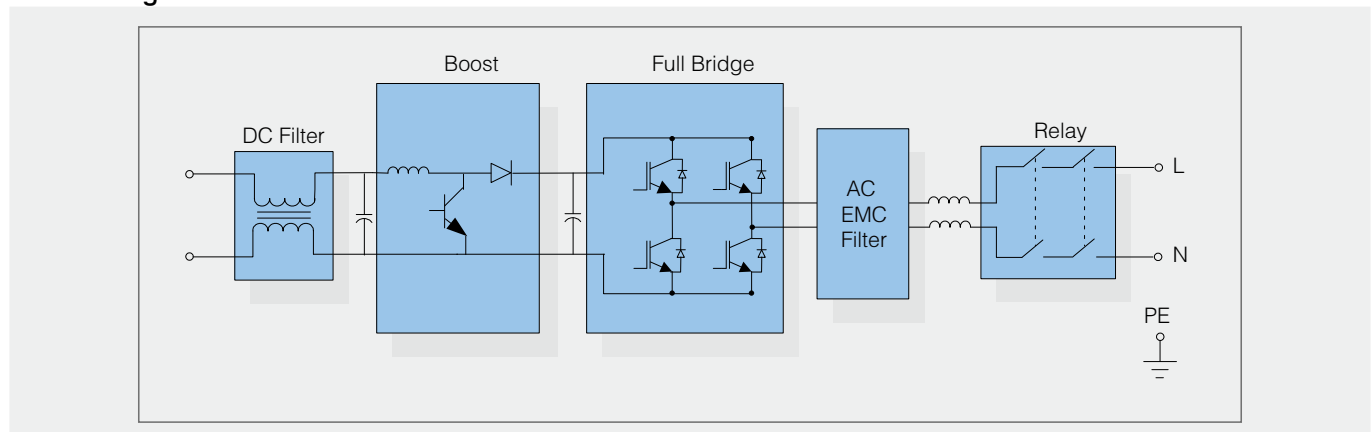 Boost
Full Bridge
DC Filter
Relay
AC
EMC
Filter
L
N
PE